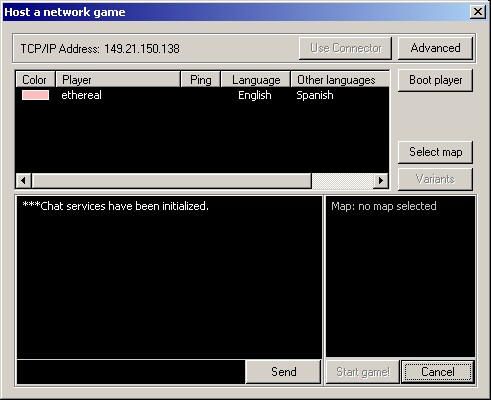 Host a network game
TCP/IP Address: 149.21.150.138
Use Connector
Advanced
Color Player Ping Language Other languages
ethereal English Spanish
Boot player
Select map
Variants
***Chat services have been initialized.
Map: no map selected
Send
Start game!
Cancel